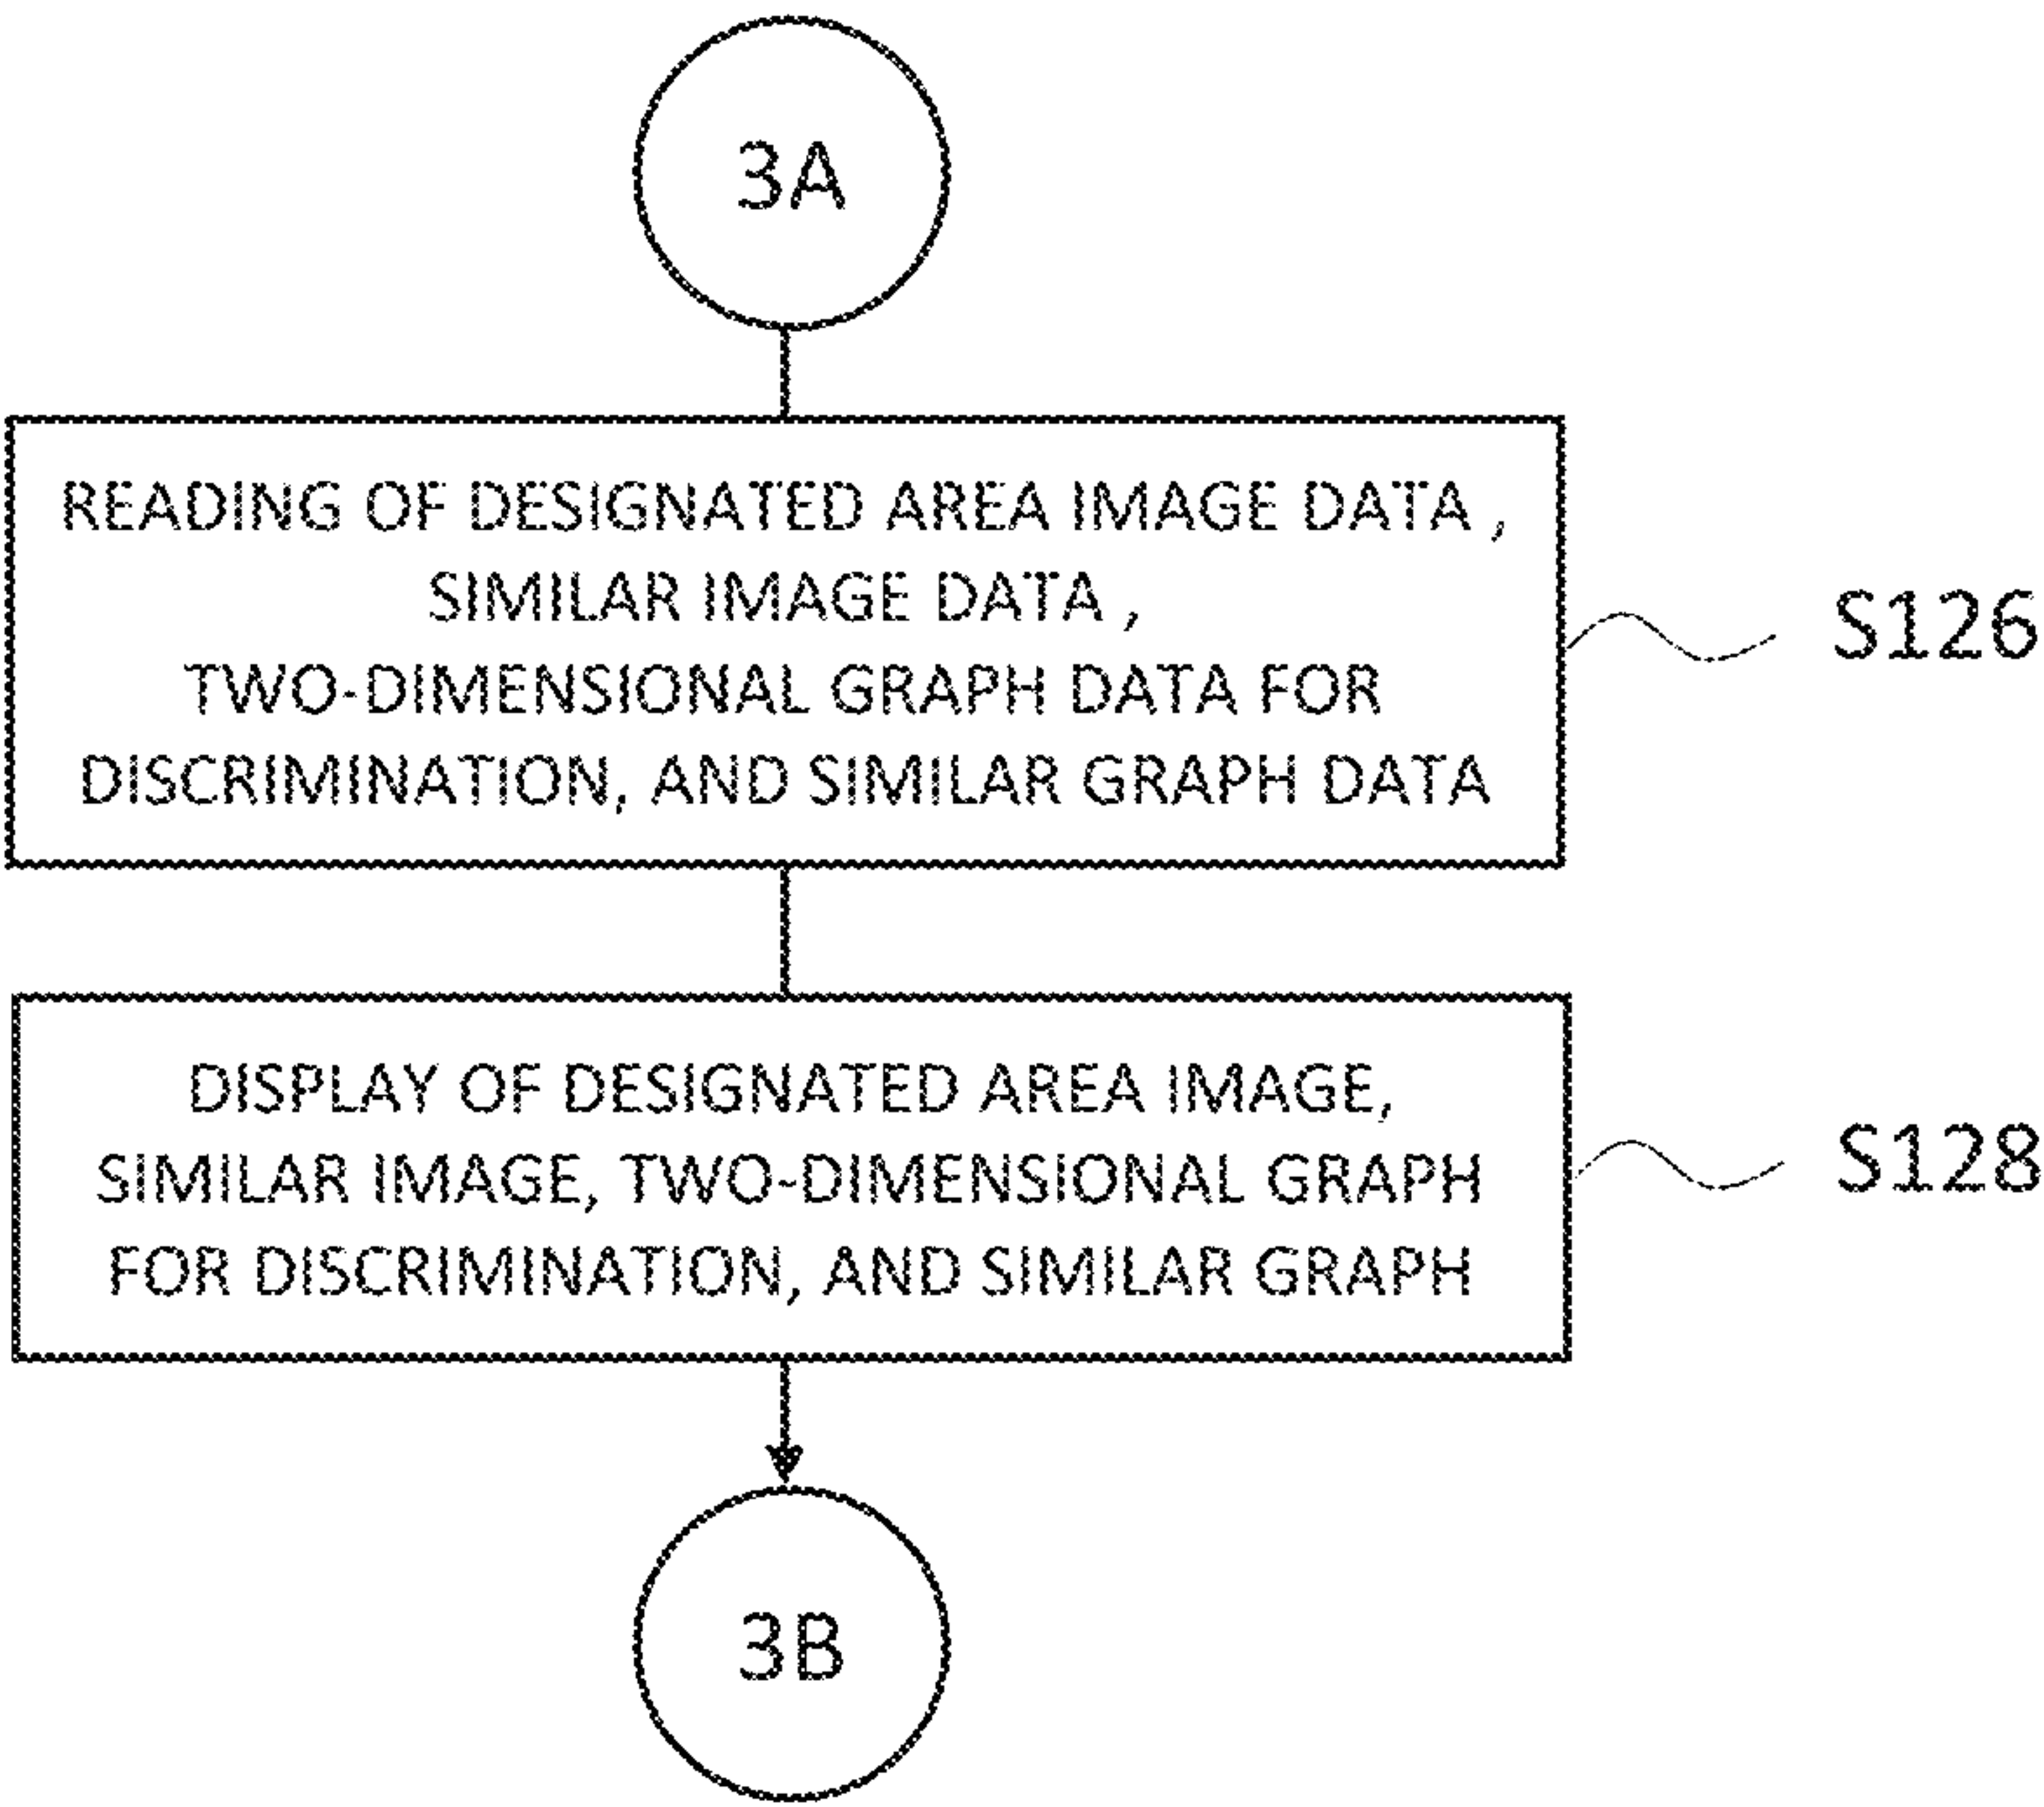 3A
READING OF DESIGNATED AREA IMAGE DATA ,
SIMILAR IMAGE DATA ,
TWO-DIMENSIONAL GRAPH DATA FOR
DISCRIMINATION, AND SIMILAR GRAPH DATA
S126
DISPLAY OF DESIGNATED AREA IMAGE,
SIMILAR IMAGE, TWO-DIMENSIONAL GRAPH
FOR DISCRIMINATION, AND SIMILAR GRAPH
S128
3B